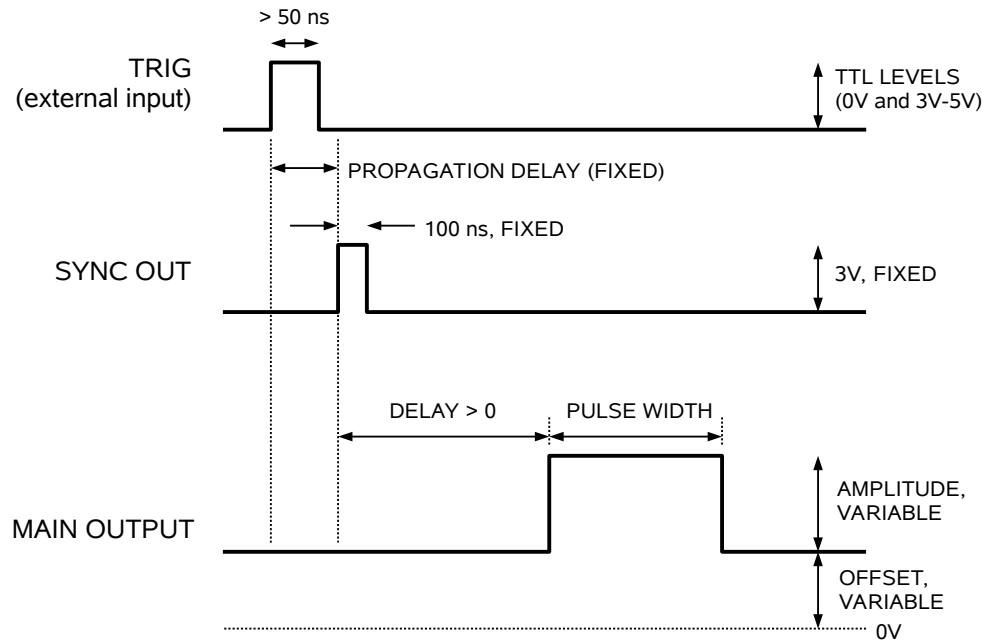 > 50 ns
TRIG
(external input)
TTL LEVELS
(0V and 3V-5V)
PROPAGATION DELAY (FIXED)
100 ns, FIXED
SYNC OUT
3V, FIXED
DELAY > 0
PULSE WIDTH
AMPLITUDE,
VARIABLE
MAIN OUTPUT
OFFSET,
VARIABLE
0V